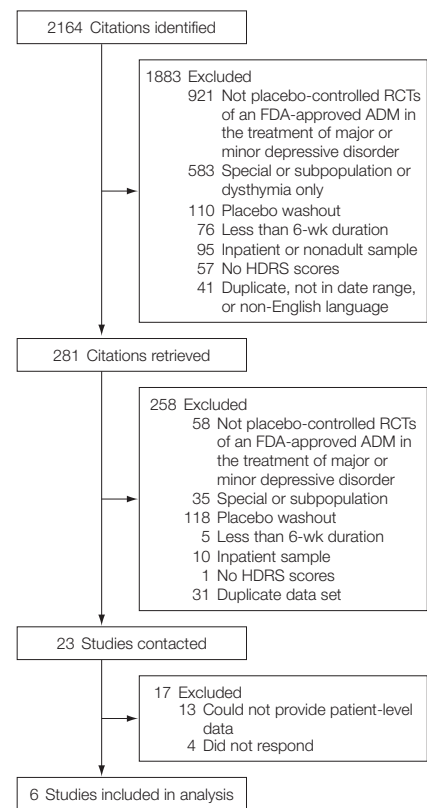 2164 Citations identified
1883 Excluded
921 Not placebo-controlled RCTs
of an FDA-approved ADM in
the treatment of major or
minor depressive disorder
583 Special or subpopulation or
dysthymia only
110 Placebo washout
76 Less than 6-wk duration
95 Inpatient or nonadult sample
57 No HDRS scores
41 Duplicate, not in date range,
or non-English language
281 Citations retrieved
258 Excluded
58 Not placebo-controlled RCTs
of an FDA-approved ADM in
the treatment of major or
minor depressive disorder
35 Special or subpopulation
118 Placebo washout
5 Less than 6-wk duration
10 Inpatient sample
1 No HDRS scores
31 Duplicate data set
23 Studies contacted
17 Excluded
13 Could not provide patient-level
data
4 Did not respond
6 Studies included in analysis